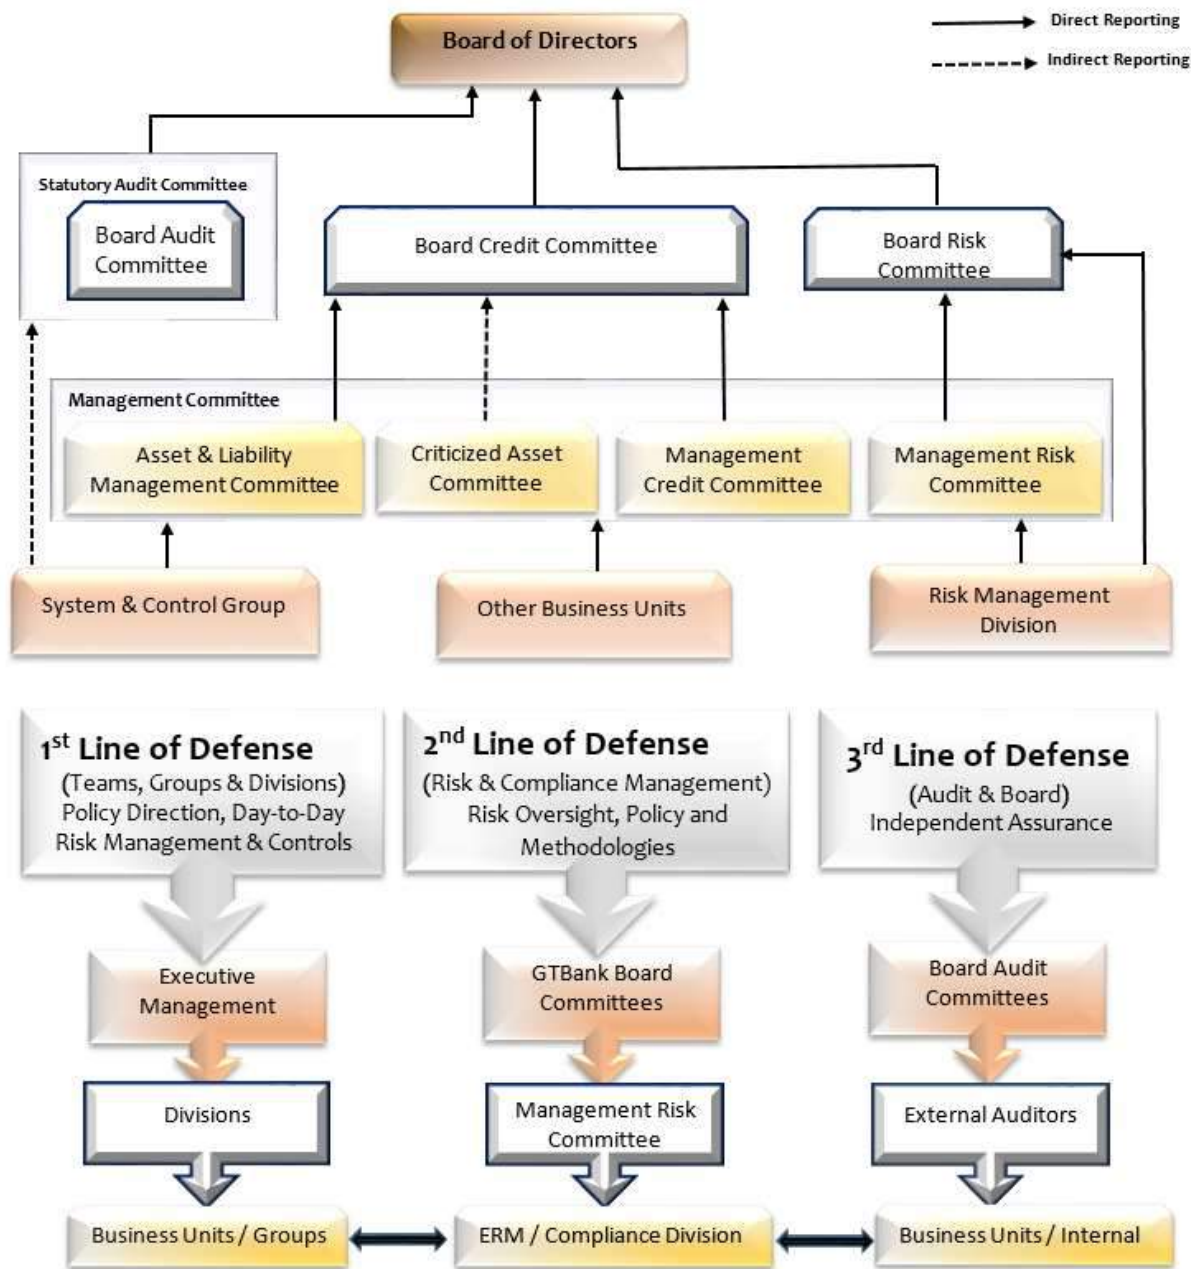 Board of Directors
Direct Reporting
Indirect Reporting
Statutory Audit Committee
Board Audit
Committee
Board Credit Committee
Board Risk
Committee
Management Committee
Asset & Liability
Management Committee
Criticized Asset
Committee
Management
Credit Committee
Management Risk
Committee
System & Control Group
Other Business Units
Risk Management
Division
1st Line of Defense
(Teams, Groups & Divisions)
Policy Direction, Day-to-Day
Risk Management & Controls
2nd Line of Defense
(Risk & Compliance Management)
Risk Oversight, Policy and
Methodologies
3rd Line of Defense
(Audit & Board)
Independent Assurance
Executive
Management
GTBank Board
Committees
Board Audit
Committees
Divisions
Management Risk
Committee
External Auditors
Business Units / Groups
ERM / Compliance Division
Business Units / Internal